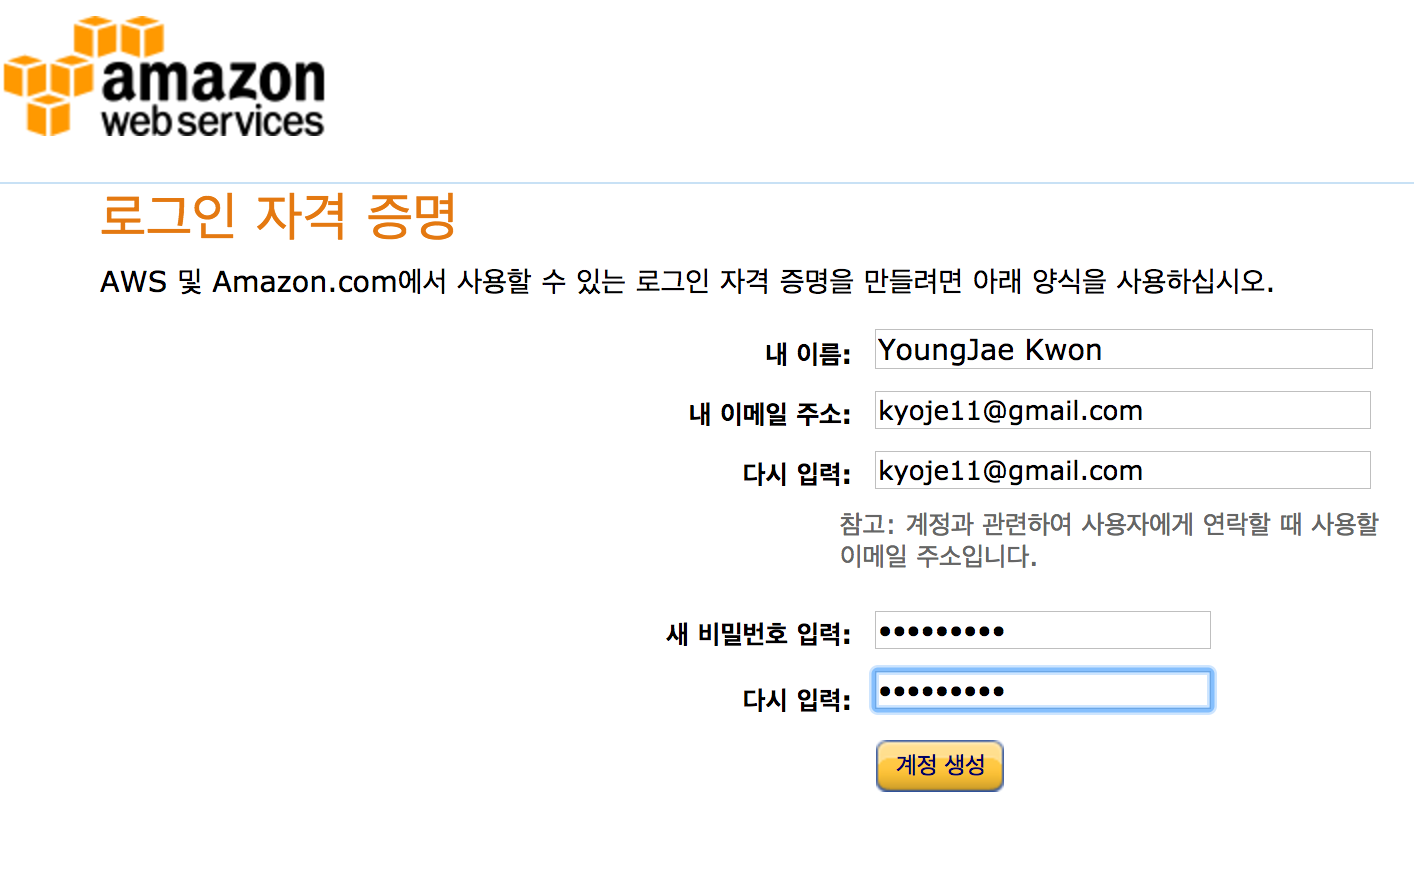 amazon
web services
로그인 자격 증명
AWS 및 Amazon.com에서 사용할 수 있는 로그인 자격 증명을 만들려면 아래 양식을 사용하십시오.
내 이름: YoungJae Kwon
내 이메일 주소: kyoje11@gmail.com
다시 입력: kyoje11@gmail.com
참고: 계정과 관련하여 사용자에게 연락할 때 사용할
이메일 주소입니다.
새 비밀번호 입력: •••••••••
다시 입력: •••••••••
계정 생성